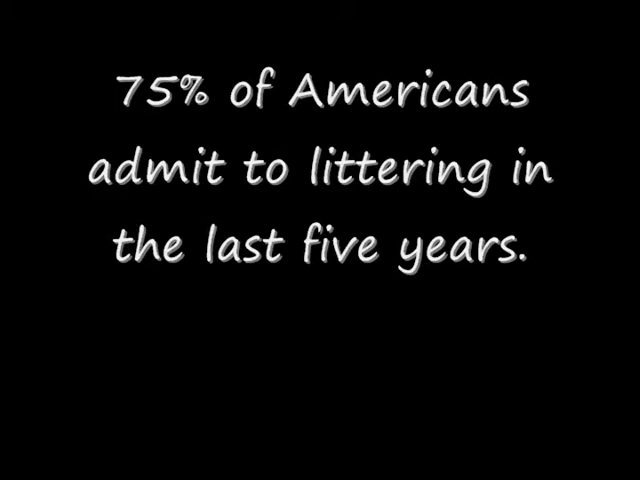 75% of Americans
admit to littering in
the last five years.